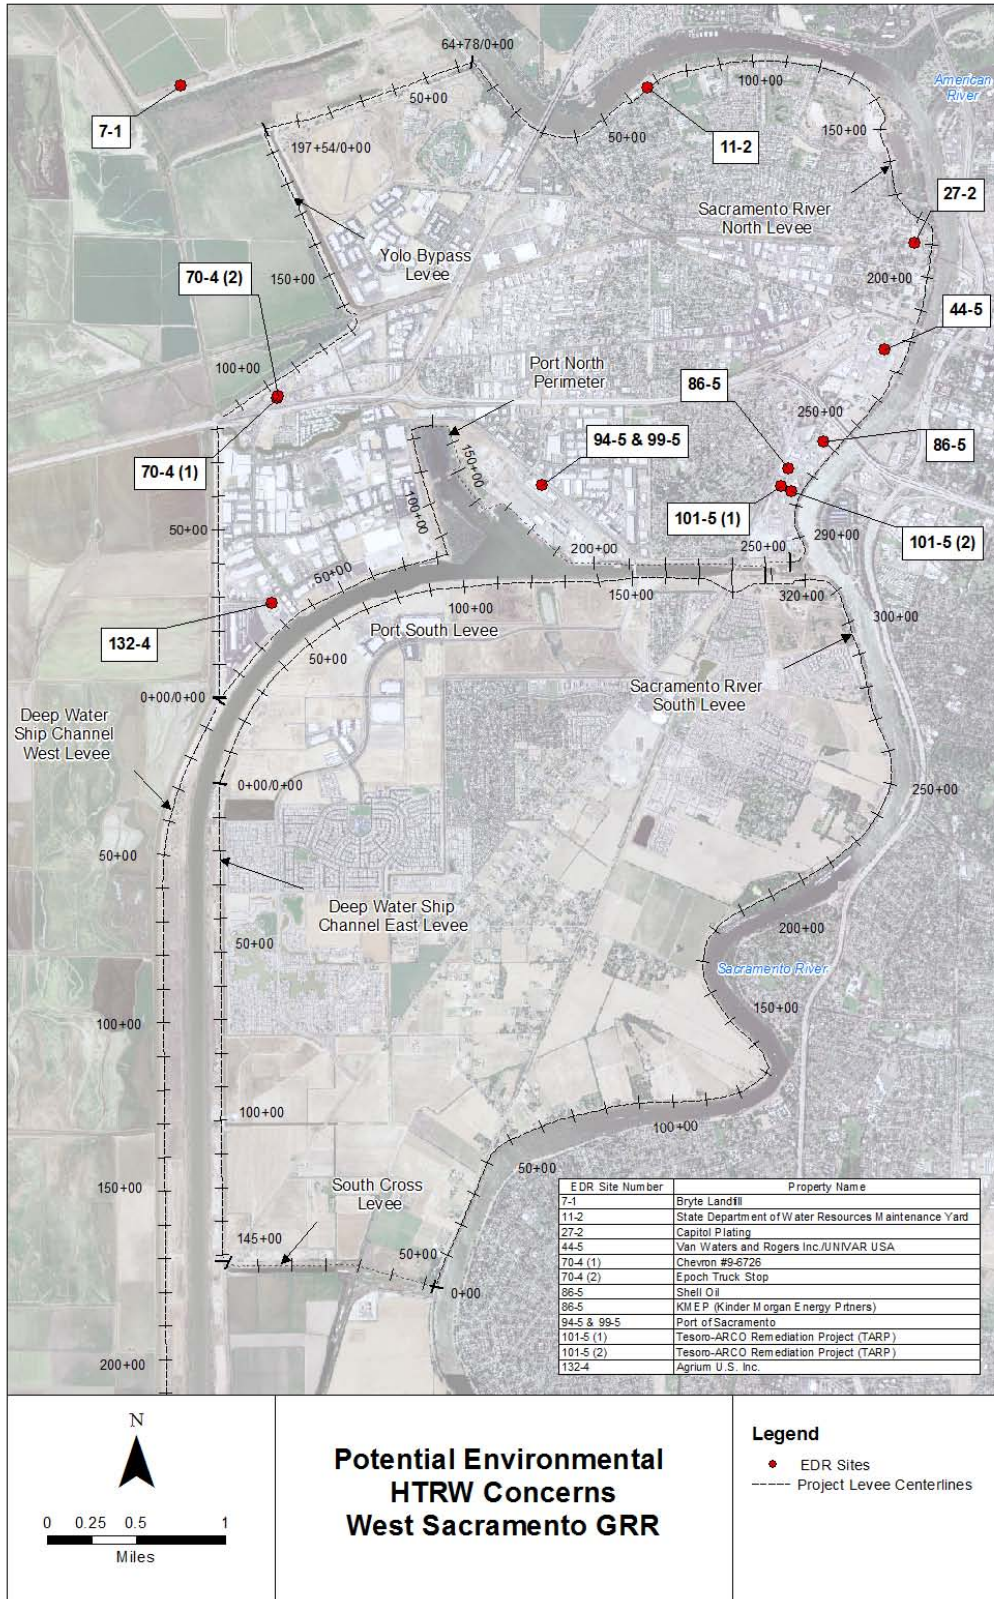 64+78/0+00
100+00
American
River
50+00
7-1
50+00
150+00
11-2
197+54/0+00
27-2
Sacramento River
North Levee
Yolo Bypass
Levee
70-4 (2)
150+00
200+00
44-5
Port North
Perimeter
100+00
86-5
250+00
94-5 & 99-5
86-5
70-4 (1)
150+00
100+00
101-5 (1)
50+00
290+00
101-5 (2)
200+00
250+00
50+00
100+00
150+00
320+00
300+00
132-4
Port South Levee
50+00
Sacramento River
South Levee
0+00/0+00
Deep Water
Ship Channel
West Levee
0+00/0+00
250+00
50+00
Deep Water Ship
Channel East Levee
200+00
50+00
Sacramento River
150+00
100+00
100+00
100+00
50+00
South Cross
Levee
150+00
145+00
50+00
0+00
200+00
EDR Site Number Property Name
7-1 Bryte Landfill
11-2 State Department of Water Resources Maintenance Yard
27-2 Capitol Plating
44-5 Van Waters and Rogers Inc./UNIVAR USA
70-4 (1) Chevron #9-6726
70-4 (2) Epoch Truck Stop
86-5 Shell Oil
86-5 KMEP (Kinder Morgan Energy Prtners)
94-5 & 99-5 Port of Sacramento
101-5 (1) Tesoro-ARCO Remediation Project (TARP)
101-5 (2) Tesoro-ARCO Remediation Project (TARP)
132-4 Agrium U.S. Inc.
N
0 0.25 0.5 1
Miles
Potential Environmental
HTRW Concerns
West Sacramento GRR
Legend
EDR Sites
Project Levee Centerlines